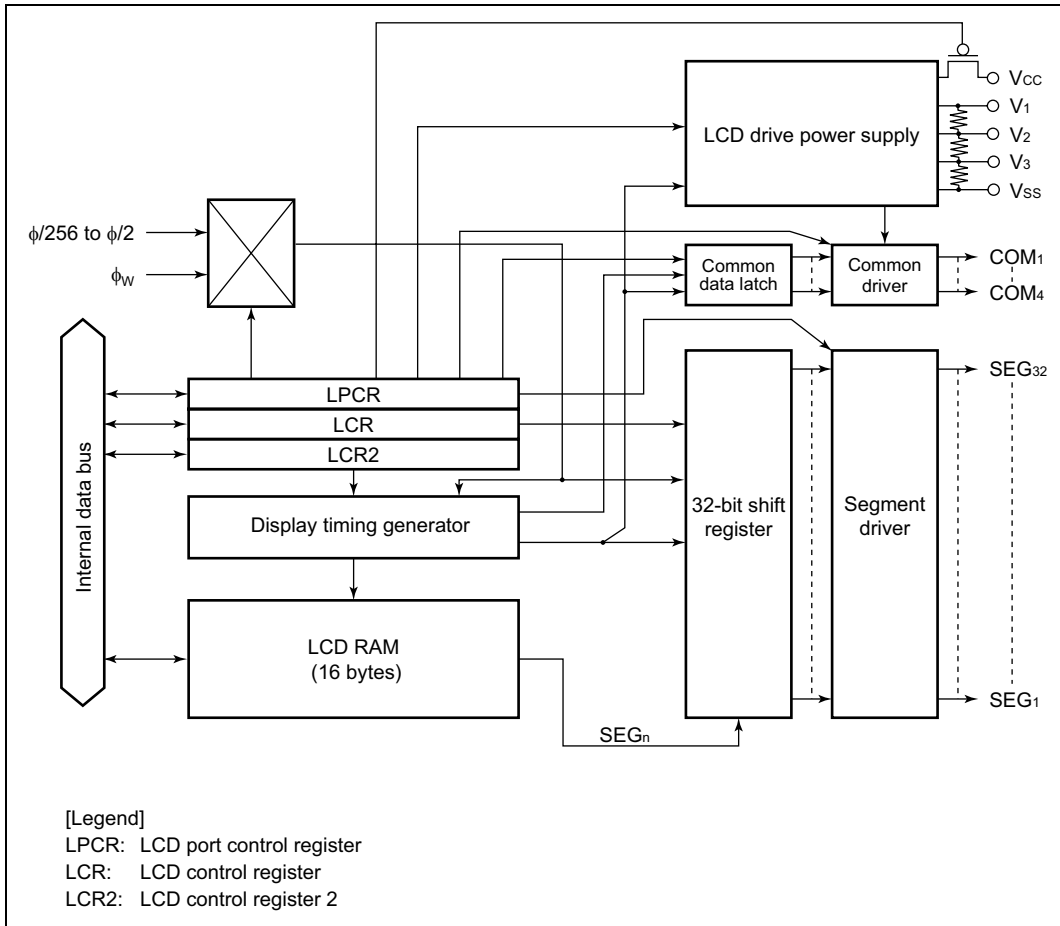 LCD drive power supply
VCC
V1
V2
V3
VSS
ϕ/256 to ϕ/2
ϕW
Common
data latch
Common
driver
COM1
COM4
Internal data bus
LPCR
LCR
LCR2
Display timing generator
LCD RAM
(16 bytes)
SEGn
32-bit shift
register
Segment
driver
SEG32
SEG1
[Legend]
LPCR: LCD port control register
LCR: LCD control register
LCR2: LCD control register 2